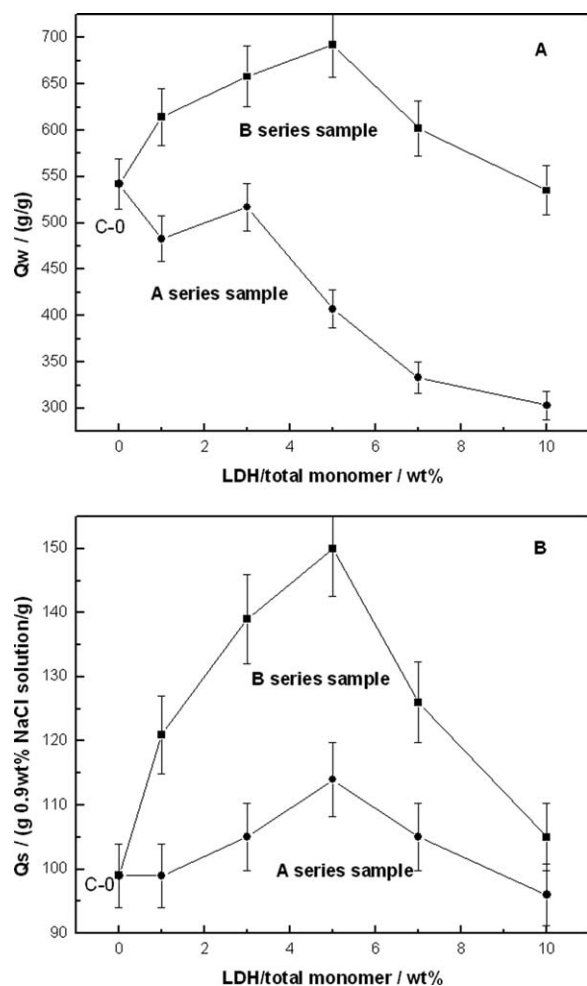 A
700
650
600
550
500
450
400
350
300
Qw / (g/g)
B series sample
C-0
A series sample
0 2 4 6 8 10
LDH/total monomer / wt%
B
150
140
130
120
110
100
90
Qs / (g 0.9wt% NaCl solution/g)
B series sample
C-0
A series sample
0 2 4 6 8 10
LDH/total monomer / wt%